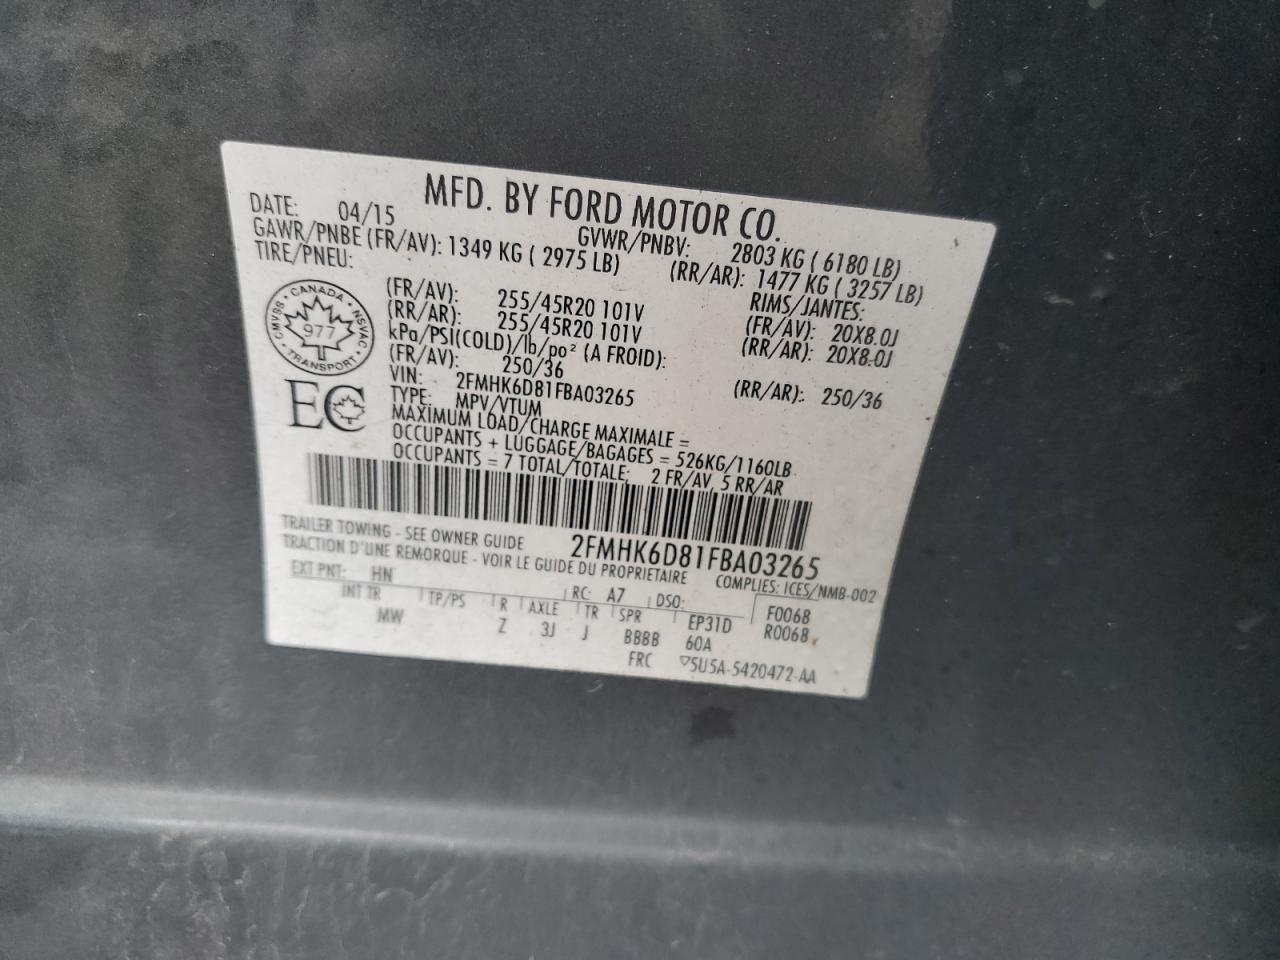 MFD. BY FORD MOTOR CO.
DATE: 04/15 GVWR/PNBV: 2803 KG ( 6180 LB)
GAWR/PNBE (FR/AV): 1349 KG ( 2975 LB) (RR/AR): 1477 KG ( 3257 LB)
TIRE/PNEU: RIMS/JANTES:
(FR/AV): 255/45R20 101V (FR/AV): 20X8.0J
(RR/AR): 255/45R20 101V (RR/AR): 20X8.0J
kPa/PSI(COLD)/lb/po² (A FROID):
(FR/AV): 250/36 (RR/AR): 250/36
CANADA
CMVSS NSVAC
977
TRANSPORT
VIN: 2FMHK6D81FBA03265
EC
TYPE: MPV/VTUM
MAXIMUM LOAD/CHARGE MAXIMALE =
OCCUPANTS + LUGGAGE/BAGAGES = 526KG/1160LB
OCCUPANTS = 7 TOTAL/TOTALE; 2 FR/AV, 5 RR/AR
TRAILER TOWING - SEE OWNER GUIDE 2FMHK6D81FBA03265
TRACTION D'UNE REMORQUE - VOIR LE GUIDE DU PROPRIETAIRE COMPLIES: ICES/NMB-002
EXT PNT: HN RC: A7 DSO: F0068
INT TR TP/PS R AXLE TR SPR EP31D R0068
MW Z 3J J BBBB 60A
FRC ▽5U5A-5420472-AA